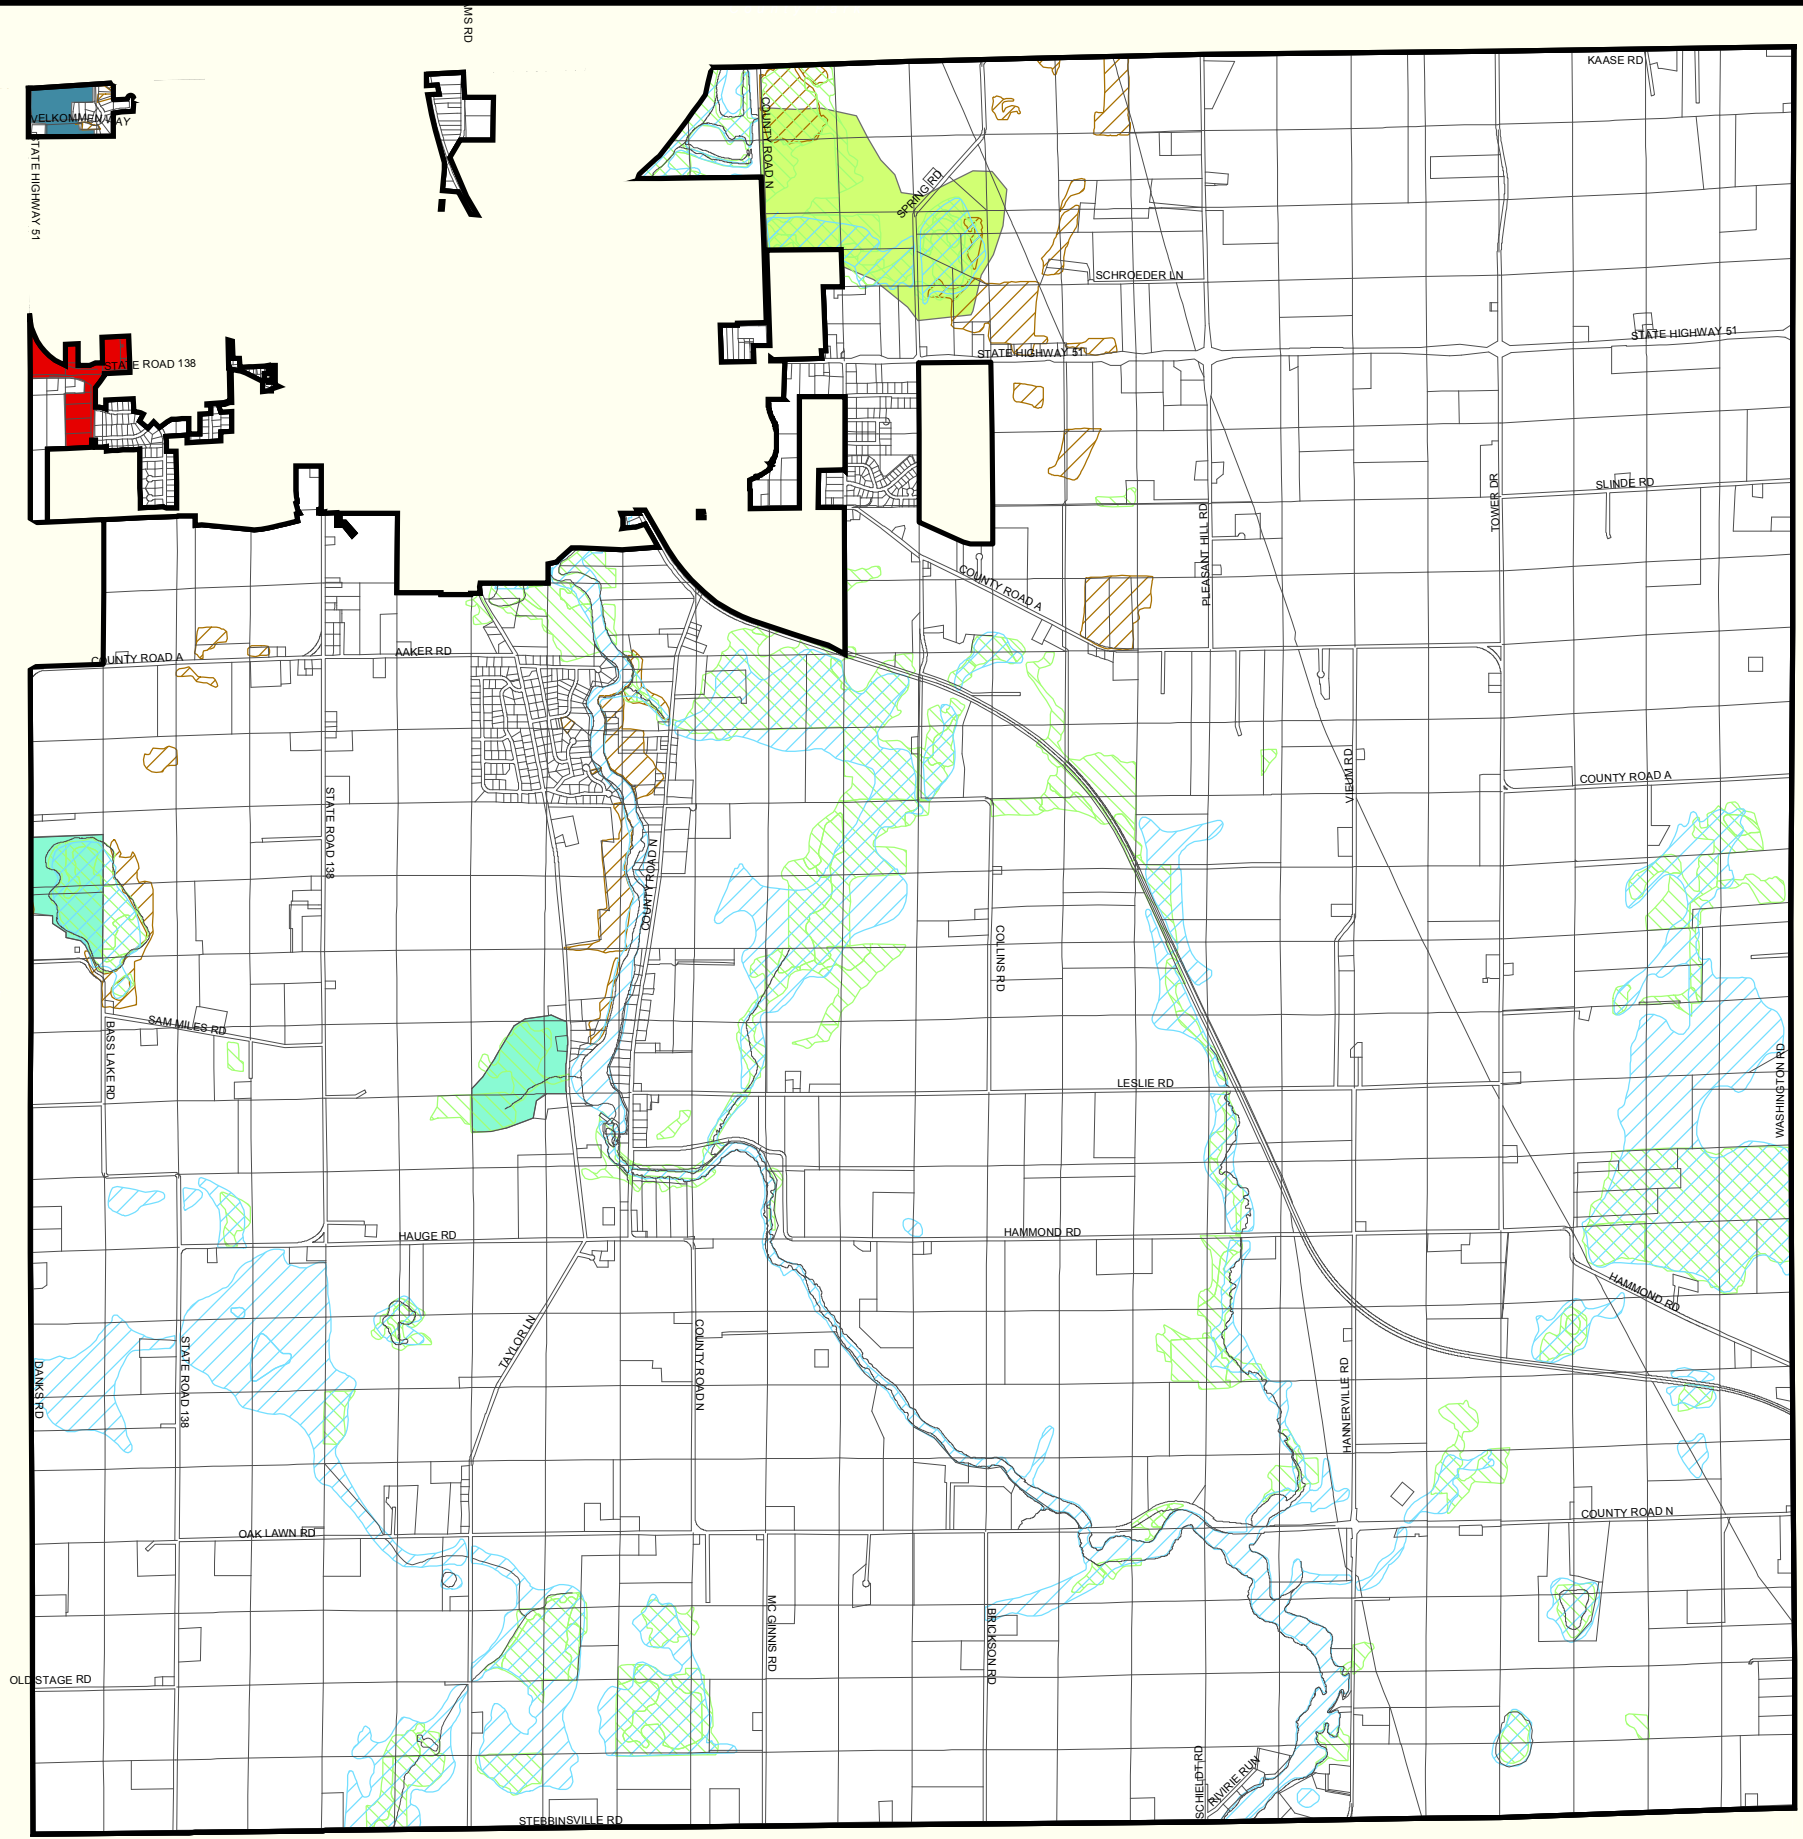 MS RD
KAASE RD
VELKOMMEN WAY
COUNTY ROAD N
STATE HIGHWAY 51
SPRING RD
SCHROEDER LN
STATE HIGHWAY 51
STATE HIGHWAY 51
STATE ROAD 138
SLINDE RD
TOWER DR
PLEASANT HILL RD
COUNTY ROAD A
AAKER RD
COUNTY ROAD A
VIEUM RD
COUNTY ROAD A
STATE ROAD 138
COUNTY ROAD N
COLLINS RD
SAM MILES RD
BASS LAKE RD
LESLIE RD
WASHINGTON RD
HAUGE RD
HAMMOND RD
HAMMOND RD
TAYLOR LN
COUNTY ROAD N
STATE ROAD 138
DANKS RD
HANNERVILLE RD
OAK LAWN RD
COUNTY ROAD N
MC GINNIS RD
BRICKSON RD
OLD STAGE RD
SCHELDT RD
RIVIRIE RUN
STEBBINSVILLE RD